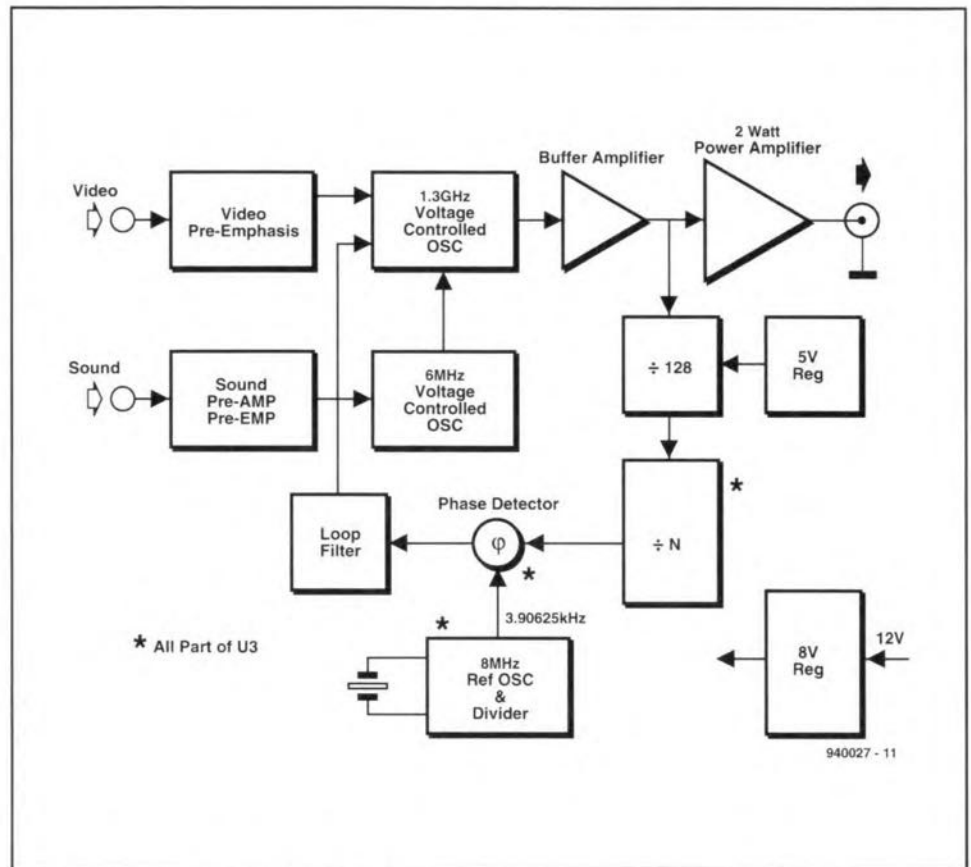 2 Watt
Power Amplifier
Buffer Amplifier
Video
Video
Pre-Emphasis
1.3GHz
Voltage
Controlled
OSC
Sound
Sound
Pre-AMP
Pre-EMP
6MHz
Voltage
Controlled
OSC
÷ 128
5V
Reg
Phase Detector
Loop
Filter
φ
*
÷ N
*
3.90625kHz
* All Part of U3
*
8MHz
Ref OSC
&
Divider
8V
Reg
12V
940027 - 11